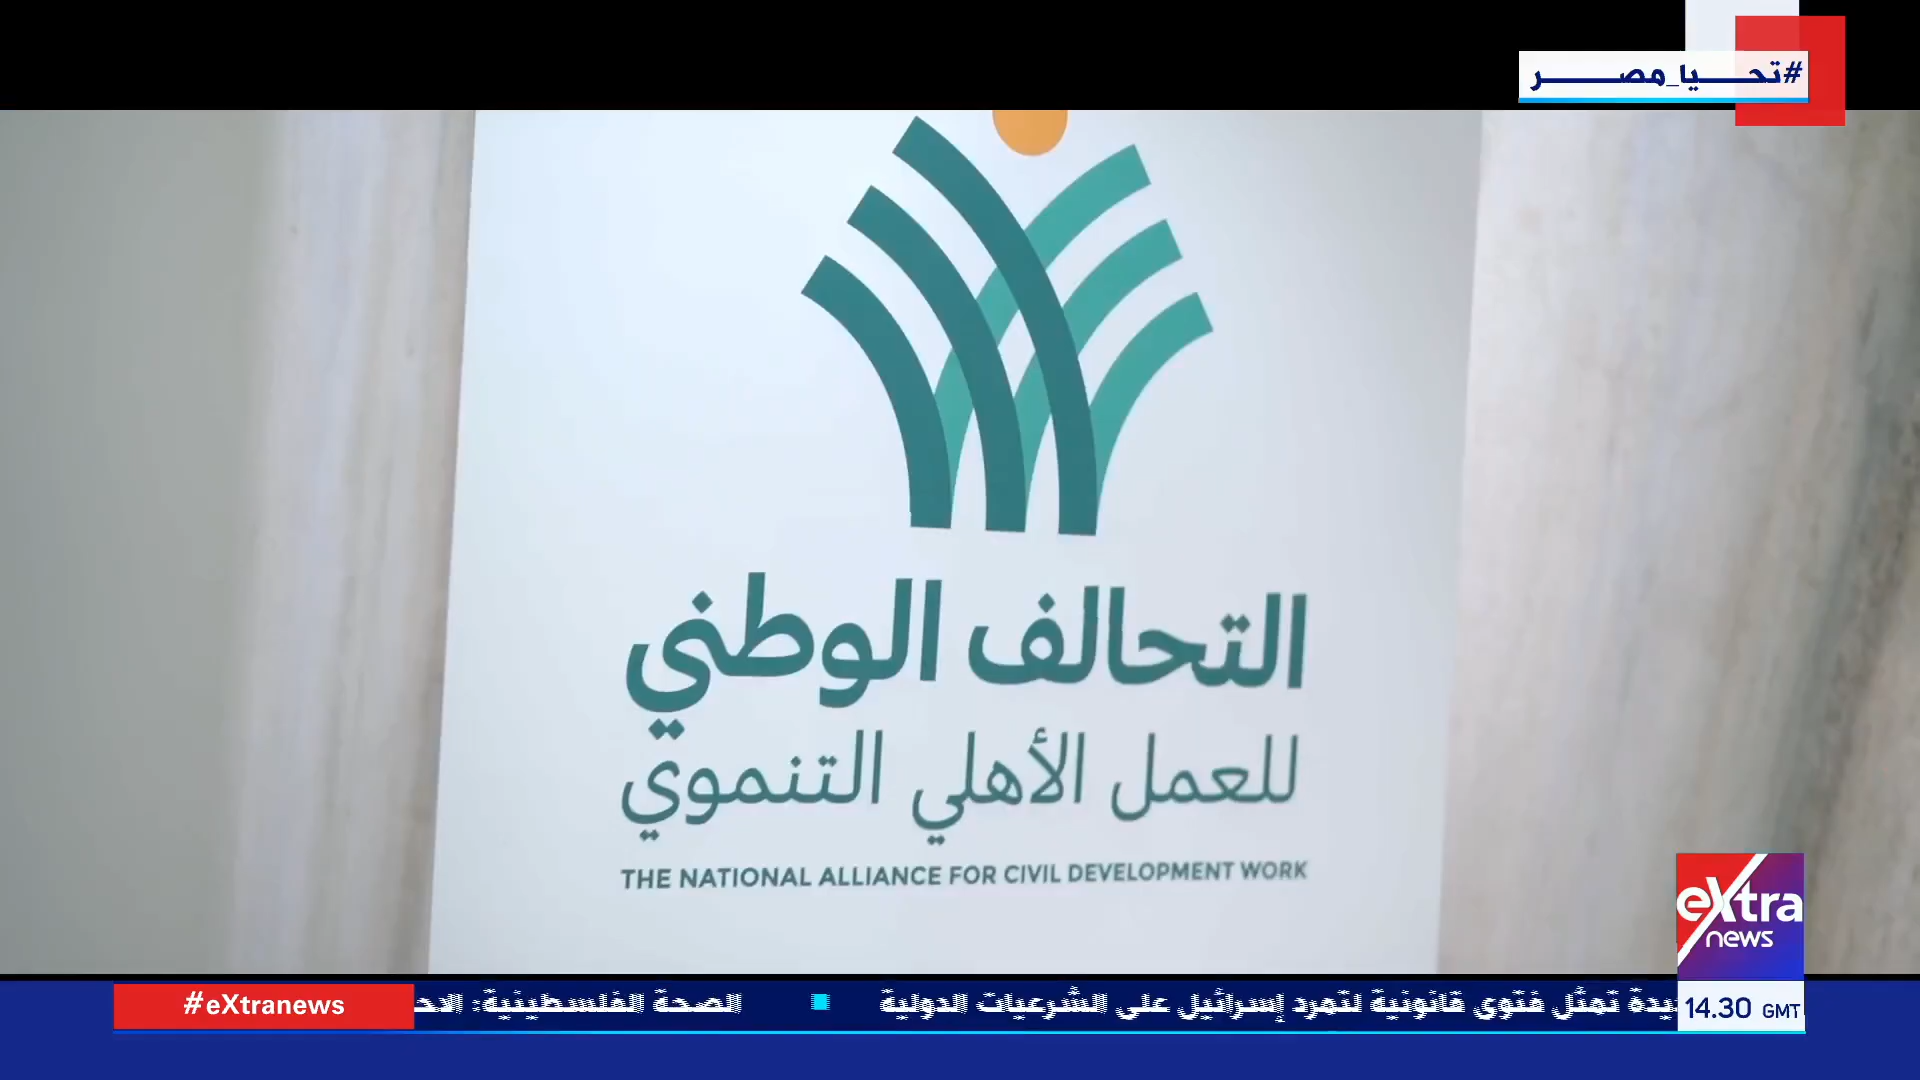 #تحيا_مصر
التحالف الوطني
للعمل الأهلي التنموي
THE NATIONAL ALLIANCE FOR CIVIL DEVELOPMENT WORK
eXtra
news
#eXtranews
تمثل فتوى قانونية لتمرد إسرائيل على الشرعيات الدولية ■ الصحة الفلسطينية:
14.30 GMT